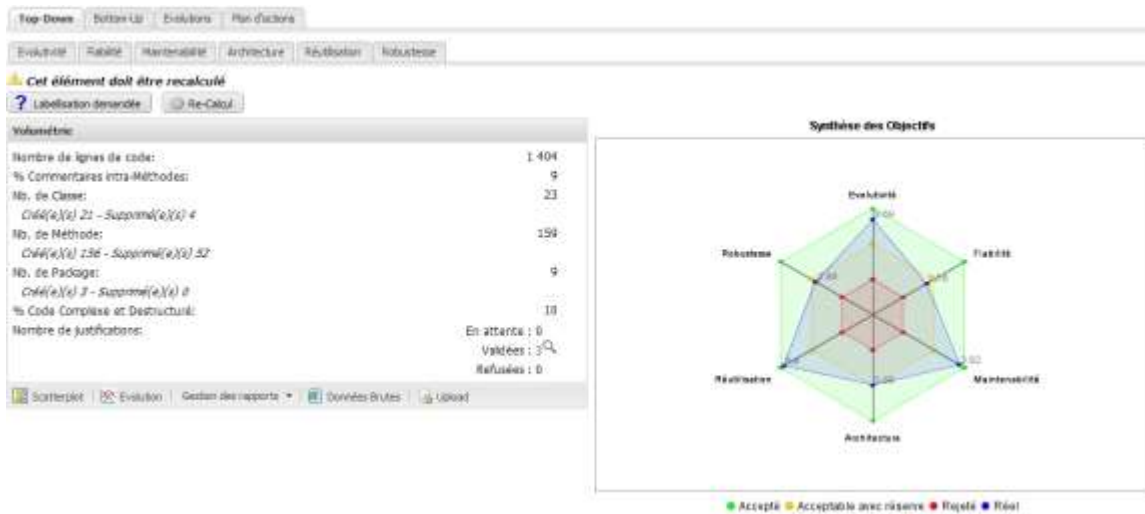 Top-Down Bottom-Up Evolutions Plan d'actions
Evolutivité Fiabilité Maintenabilité Architecture Réutilisation Robustesse
Cet élément doit être recalculé
? Labellisation demandée Re-Calcul
Volumétrie
Nombre de lignes de code: 1 404
% Commentaires intra-Méthodes: 9
Nb. de Classe: 23
Créé(e)(s) 21 - Supprimé(e)(s) 4
Nb. de Méthode: 159
Créé(e)(s) 156 - Supprimé(e)(s) 52
Nb. de Package: 9
Créé(e)(s) 3 - Supprimé(e)(s) 0
% Code Complexe et Destructuré: 10
Nombre de justifications: En attente : 0
Validées : 3
Refusées : 0
Scatterplot Evolution Gestion des rapports Données Brutes Upload
Synthèse des Objectifs
Evolutivité
Robustesse
Fiabilité
Réutilisation
Maintenabilité
Architecture
Accepté Acceptable avec réserve Rejeté Réel